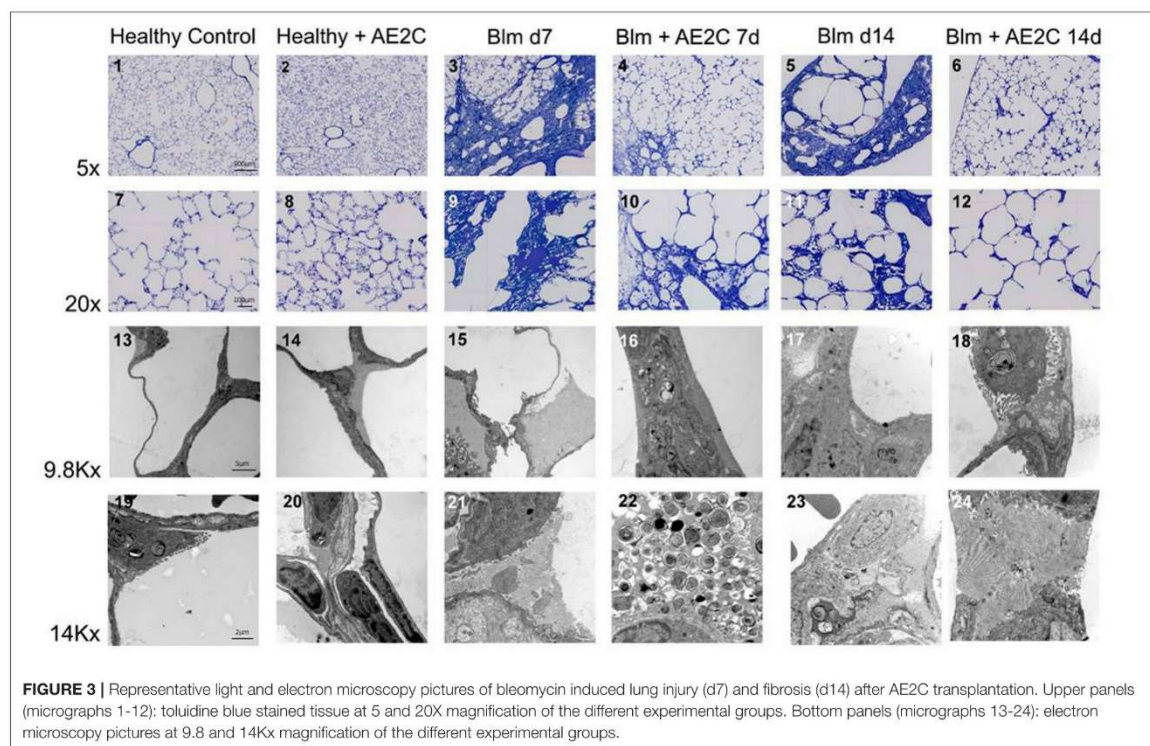 Healthy Control Healthy + AE2C Blm d7 Blm + AE2C 7d Blm d14 Blm + AE2C 14d
1 2 3 4 5 6
100µm
5x
7 8 9 10 11 12
100µm
20x
13 14 15 16 17 18
5µm
myo
9.8Kx
19 20 21 22 23 24
2µm
14Kx
FIGURE 3 | Representative light and electron microscopy pictures of bleomycin induced lung injury (d7) and fibrosis (d14) after AE2C transplantation. Upper panels
(micrographs 1-12): toluidine blue stained tissue at 5 and 20X magnification of the different experimental groups. Bottom panels (micrographs 13-24): electron
microscopy pictures at 9.8 and 14Kx magnification of the different experimental groups.